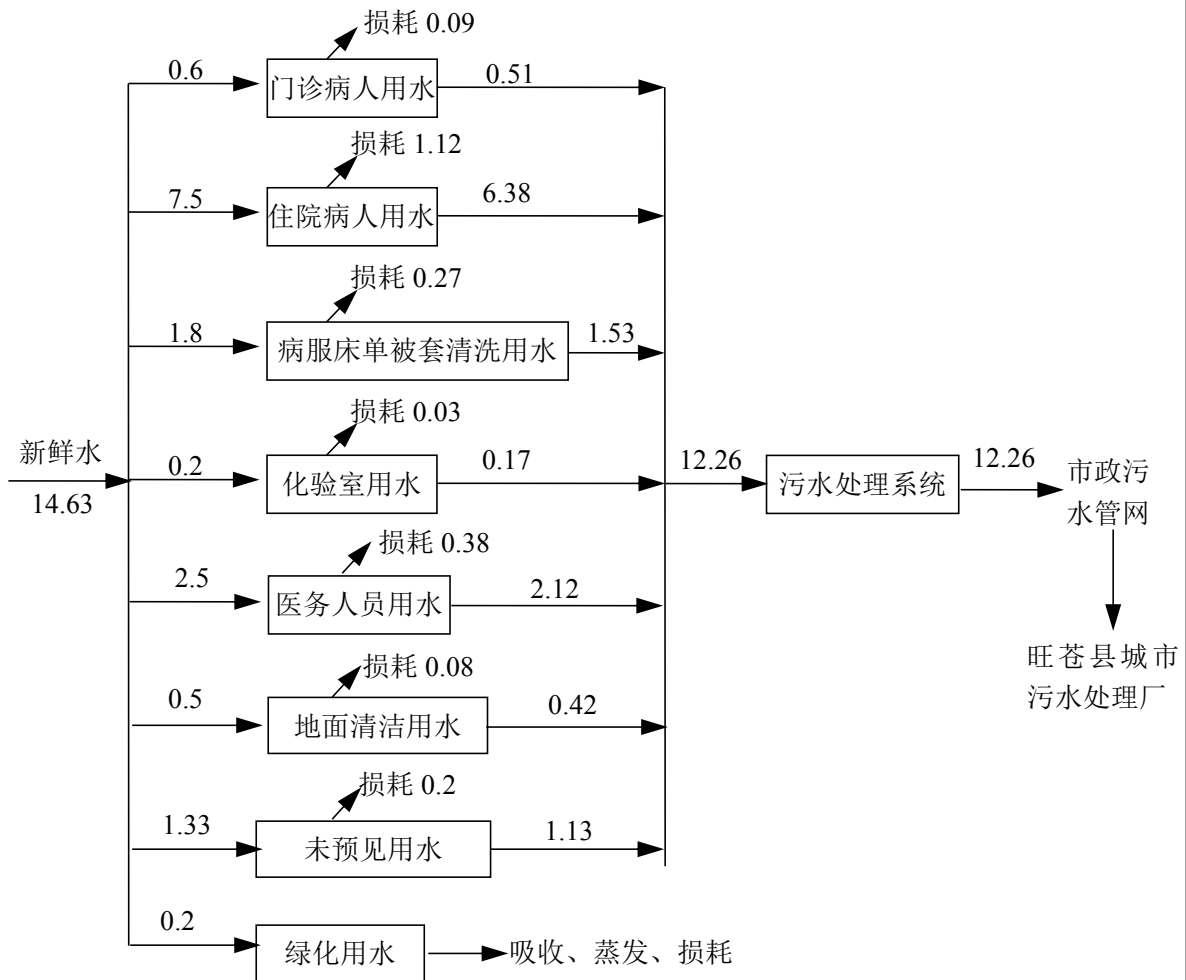 损耗 0.09
0.6
门诊病人用水
0.51
损耗 1.12
7.5
住院病人用水
6.38
损耗 0.27
1.8
病服床单被套清洗用水
1.53
损耗 0.03
新鲜水
14.63
0.2
化验室用水
0.17
12.26
污水处理系统
12.26
市政污
水管网
损耗 0.38
2.5
医务人员用水
2.12
旺苍县城市
污水处理厂
损耗 0.08
0.5
地面清洁用水
0.42
损耗 0.2
1.33
未预见用水
1.13
0.2
绿化用水
吸收、蒸发、损耗